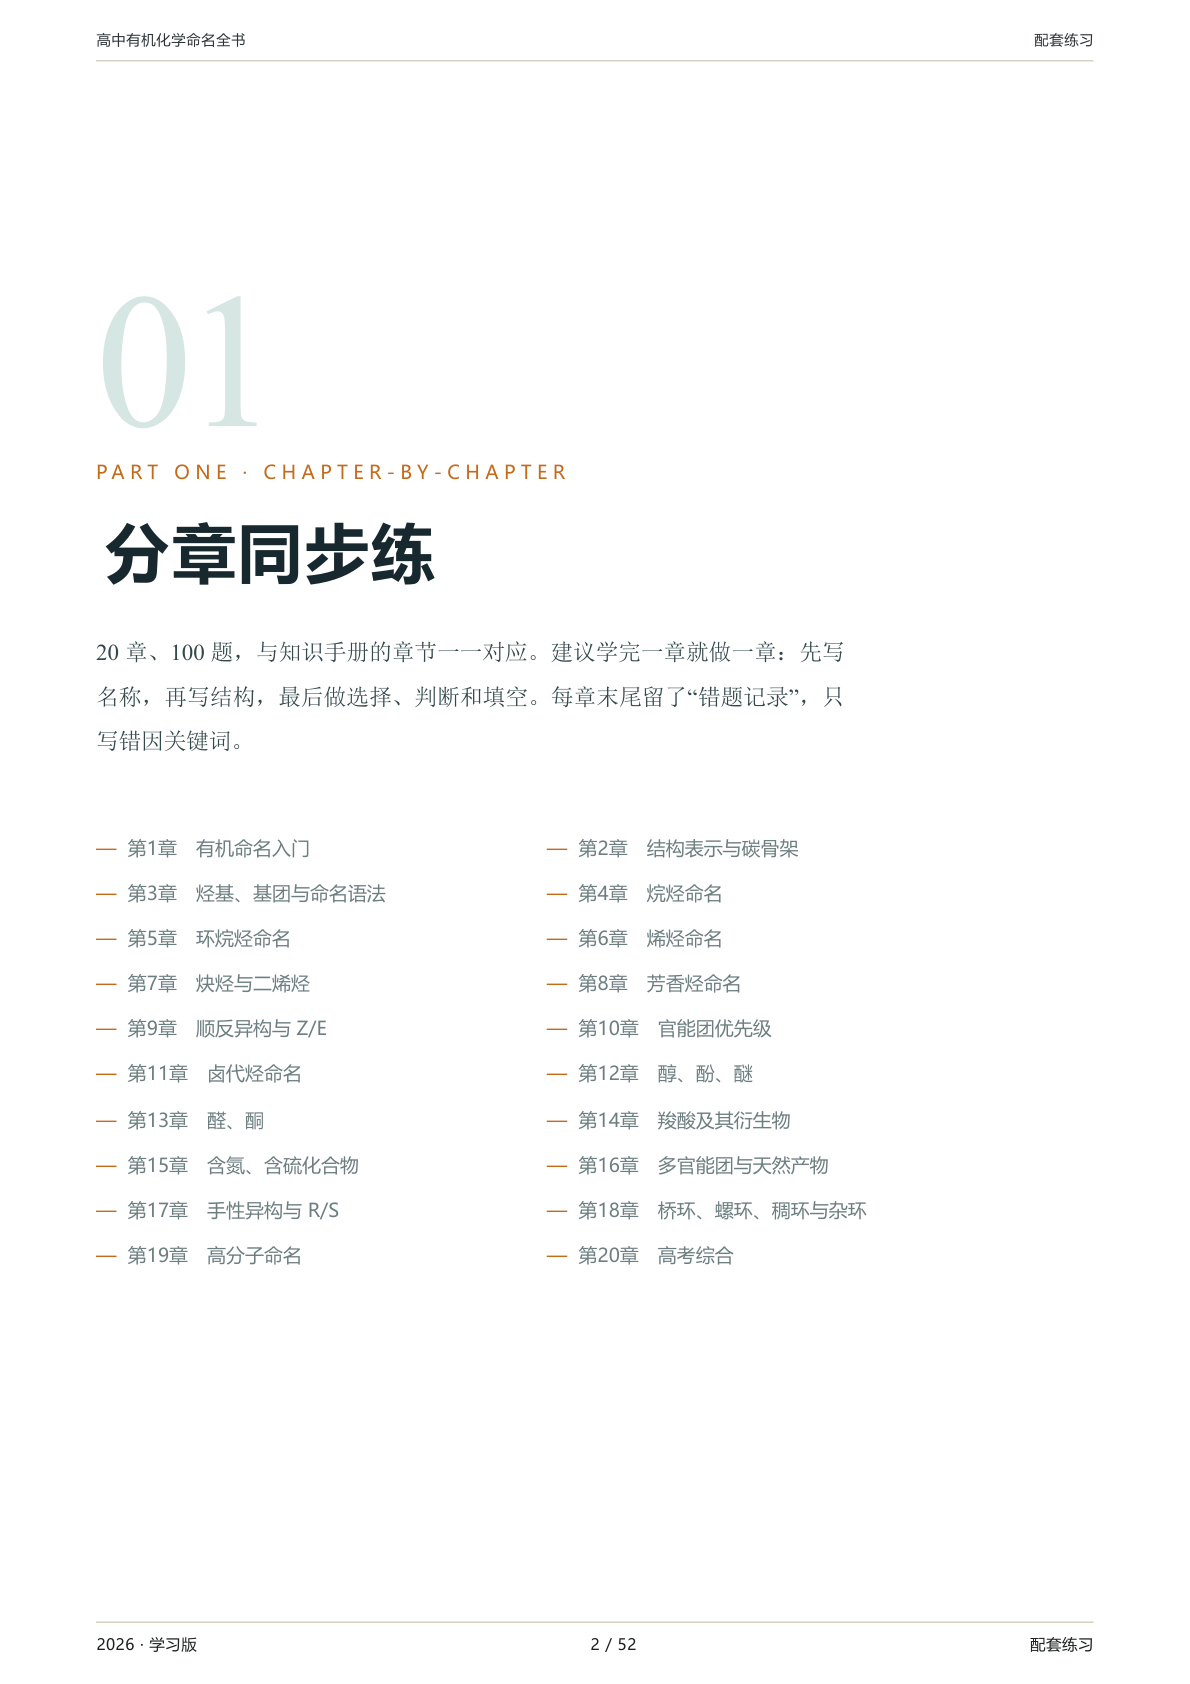 高中有机化学命名全书
配套练习
01
PART ONE · CHAPTER-BY-CHAPTER
分章同步练
20 章、100 题，与知识手册的章节一一对应。建议学完一章就做一章：先写
名称，再写结构，最后做选择、判断和填空。每章末尾留了“错题记录”，只
写错因关键词。
— 第1章 有机命名入门
— 第2章 结构表示与碳骨架
— 第3章 烃基、基团与命名语法
— 第4章 烷烃命名
— 第5章 环烷烃命名
— 第6章 烯烃命名
— 第7章 炔烃与二烯烃
— 第8章 芳香烃命名
— 第9章 顺反异构与 Z/E
— 第10章 官能团优先级
— 第11章 卤代烃命名
— 第12章 醇、酚、醚
— 第13章 醛、酮
— 第14章 羧酸及其衍生物
— 第15章 含氮、含硫化合物
— 第16章 多官能团与天然产物
— 第17章 手性异构与 R/S
— 第18章 桥环、螺环、稠环与杂环
— 第19章 高分子命名
— 第20章 高考综合
2026 · 学习版
2 / 52
配套练习